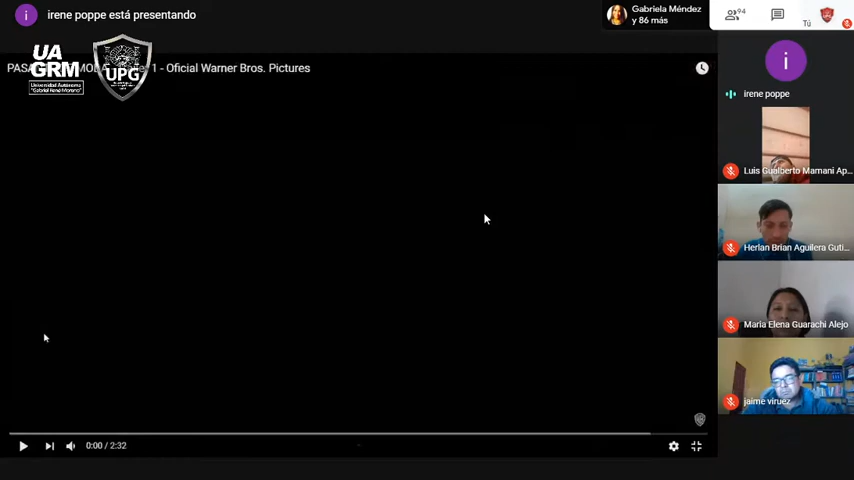 irene poppe está presentando
Gabriela Méndez
y 86 más
94
Tú
UA
GRM
Universidad Autónoma
"Gabriel René Moreno"
UPG
1 - Oficial Warner Bros. Pictures
irene poppe
Luis Gualberto Mamani Ap...
Herlan Brian Aguilera Guti...
María Elena Guarachi Alejo
jaime viruez
0:00 / 2:32